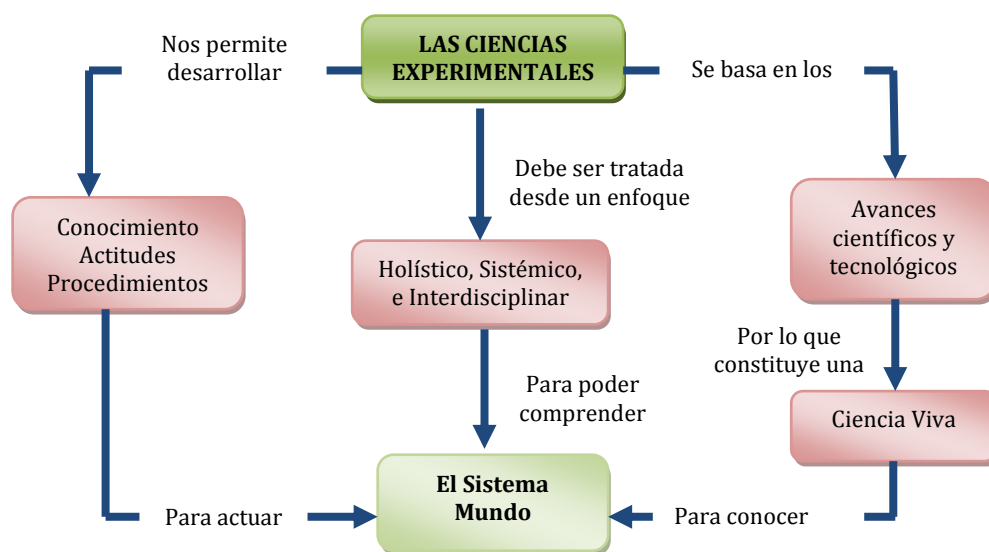 LAS CIENCIAS
EXPERIMENTALES
Nos permite
desarrollar
Conocimiento
Actitudes
Procedimientos
Para actuar
Debe ser tratada
desde un enfoque
Holístico, Sistémico,
e Interdisciplinar
Para poder
comprender
Se basa en los
Avances
científicos y
tecnológicos
Por lo que
constituye una
Ciencia Viva
Para conocer
El Sistema
Mundo